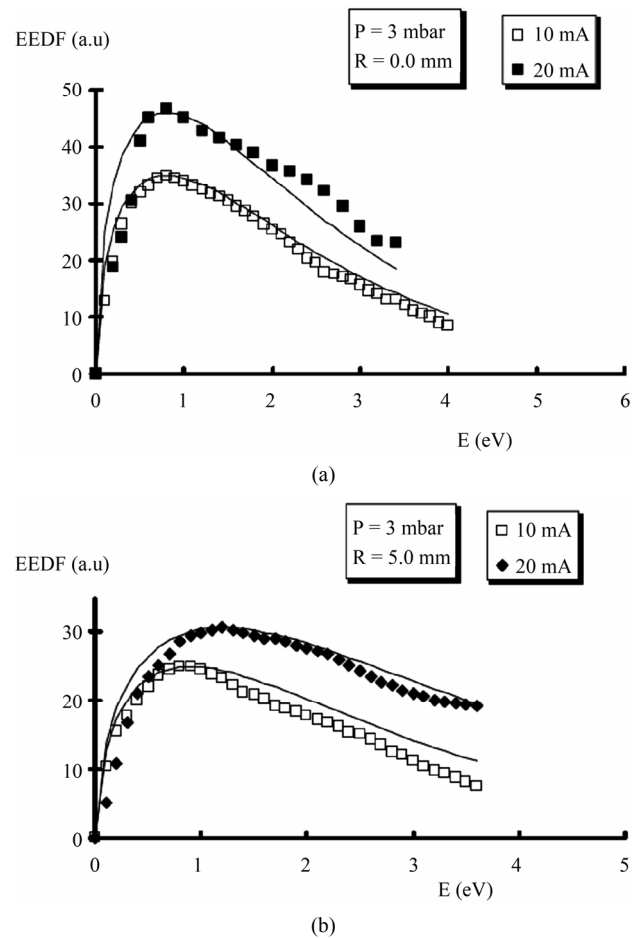 EEDF (a.u)
P = 3 mbar
R = 0.0 mm
10 mA
20 mA
50
40
30
20
10
0
0 1 2 3 4 5 6
E (eV)
(a)
P = 3 mbar
R = 5.0 mm
10 mA
20 mA
EEDF (a.u)
30
20
10
0
0 1 2 3 4 5
E (eV)
(b)